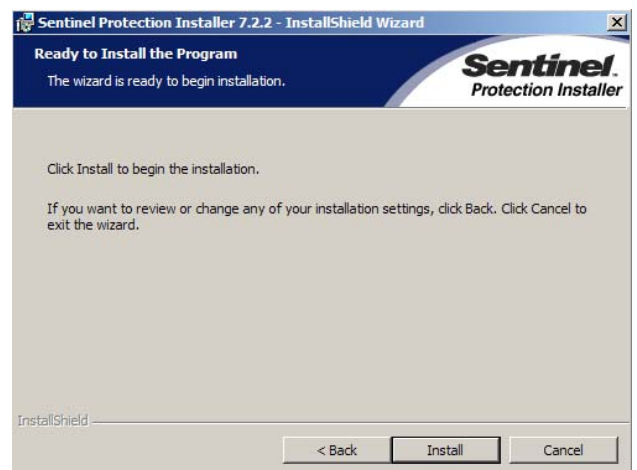 Sentinel Protection Installer 7.2.2 - InstallShield Wizard
Ready to Install the Program
The wizard is ready to begin installation.
Sentinel.
Protection Installer
Click Install to begin the installation.
If you want to review or change any of your installation settings, click Back. Click Cancel to
exit the wizard.
InstallShield
< Back Install Cancel